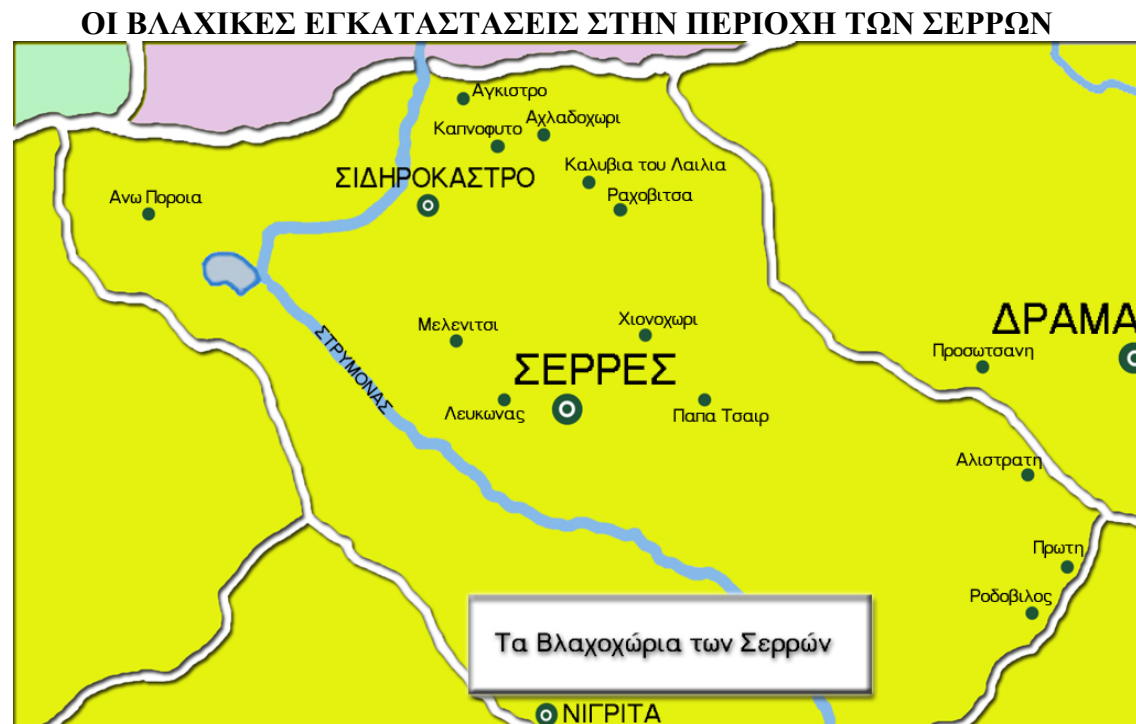 ΟΙ ΒΛΑΧΙΚΕΣ ΕΓΚΑΤΑΣΤΑΣΕΙΣ ΣΤΗΝ ΠΕΡΙΟΧΗ ΤΩΝ ΣΕΡΡΩΝ
Αγκιστρο
Αχλαδοχωρι
Καπνοφυτο
Καλυβια του Λαιλια
ΣΙΔΗΡΟΚΑΣΤΡΟ
Ραχοβιτσα
Ανω Ποροια
ΣΤΡΥΜΟΝΑΣ
Μελενιτσι
Χιονοχωρι
ΔΡΑΜΑ
Προσωτσανη
ΣΕΡΡΕΣ
Λευκωνας
Παπα Τσαιρ
Αλιστρατη
Πρωτη
Ροδοβιλος
Τα Βλαχοχώρια των Σερρών
ΝΙΓΡΙΤΑ